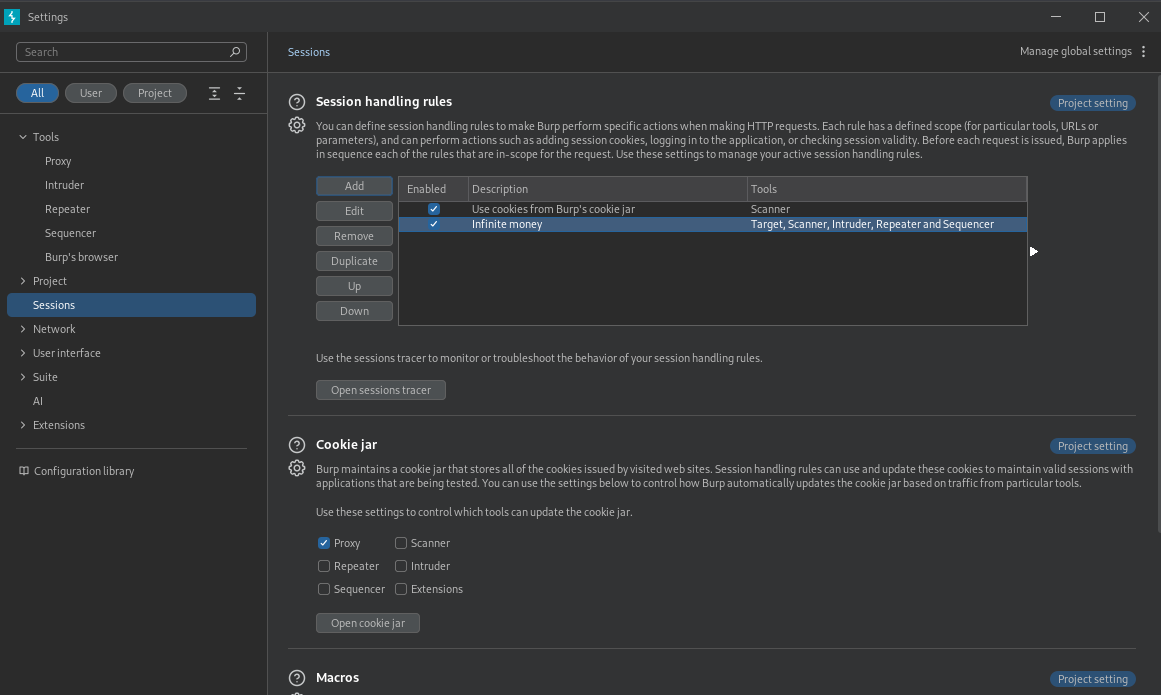 Settings
Search
All
User
Project
Tools
Proxy
Intruder
Repeater
Sequencer
Burp's browser
Project
Sessions
Network
User interface
Suite
AI
Extensions
Configuration library
Sessions
Manage global settings
Session handling rules
Project setting
You can define session handling rules to make Burp perform specific actions when making HTTP requests. Each rule has a defined scope (for particular tools, URLs or
parameters), and can perform actions such as adding session cookies, logging in to the application, or checking session validity. Before each request is issued, Burp applies
in sequence each of the rules that are in-scope for the request. Use these settings to manage your active session handling rules.
Add
Edit
Remove
Duplicate
Up
Down
Enabled Description Tools
Use cookies from Burp's cookie jar Scanner
Infinite money Target, Scanner, Intruder, Repeater and Sequencer
Use the sessions tracer to monitor or troubleshoot the behavior of your session handling rules.
Open sessions tracer
Cookie jar
Project setting
Burp maintains a cookie jar that stores all of the cookies issued by visited web sites. Session handling rules can use and update these cookies to maintain valid sessions with
applications that are being tested. You can use the settings below to control how Burp automatically updates the cookie jar based on traffic from particular tools.
Use these settings to control which tools can update the cookie jar.
Proxy Scanner
Repeater Intruder
Sequencer Extensions
Open cookie jar
Macros
Project setting